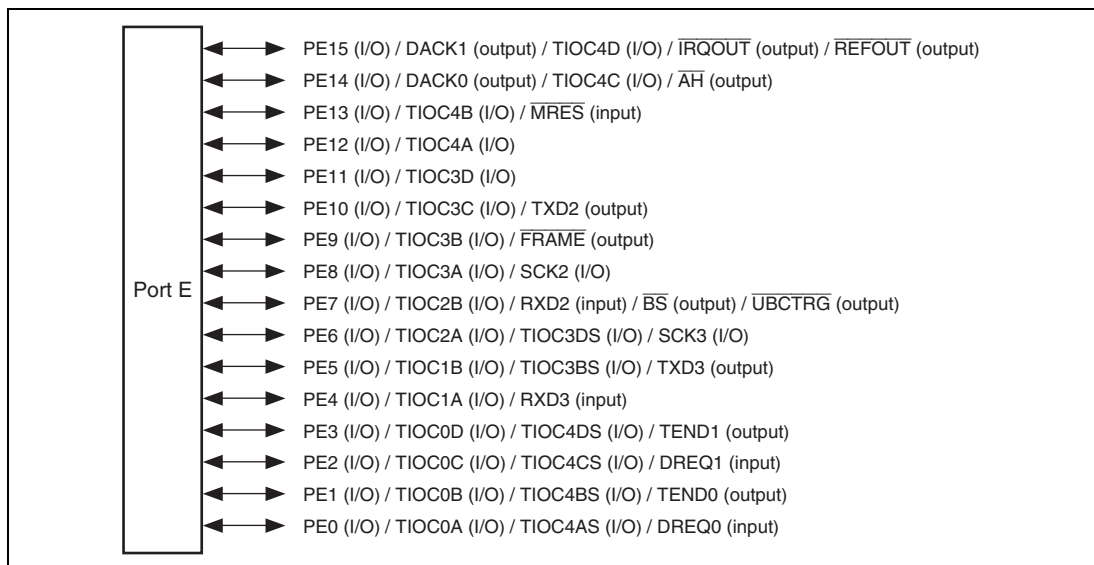 PE15 (I/O) / DACK1 (output) / TIOC4D (I/O) / IRQOUT (output) / REFOUT (output)
PE14 (I/O) / DACK0 (output) / TIOC4C (I/O) / AH (output)
PE13 (I/O) / TIOC4B (I/O) / MRES (input)
PE12 (I/O) / TIOC4A (I/O)
PE11 (I/O) / TIOC3D (I/O)
PE10 (I/O) / TIOC3C (I/O) / TXD2 (output)
PE9 (I/O) / TIOC3B (I/O) / FRAME (output)
PE8 (I/O) / TIOC3A (I/O) / SCK2 (I/O)
Port E
PE7 (I/O) / TIOC2B (I/O) / RXD2 (input) / BS (output) / UBCTRG (output)
PE6 (I/O) / TIOC2A (I/O) / TIOC3DS (I/O) / SCK3 (I/O)
PE5 (I/O) / TIOC1B (I/O) / TIOC3BS (I/O) / TXD3 (output)
PE4 (I/O) / TIOC1A (I/O) / RXD3 (input)
PE3 (I/O) / TIOC0D (I/O) / TIOC4DS (I/O) / TEND1 (output)
PE2 (I/O) / TIOC0C (I/O) / TIOC4CS (I/O) / DREQ1 (input)
PE1 (I/O) / TIOC0B (I/O) / TIOC4BS (I/O) / TEND0 (output)
PE0 (I/O) / TIOC0A (I/O) / TIOC4AS (I/O) / DREQ0 (input)